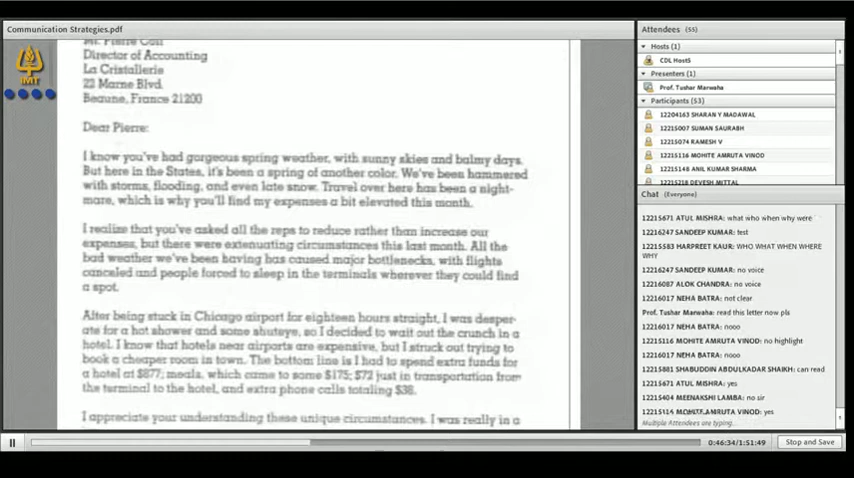 Communication Strategies.pdf
IMT
Director of Accounting
La Cristallerie
22 Marne Blvd.
Beaune, France 21200
Dear Pierre:
I know you've had gorgeous spring weather, with sunny skies and balmy days.
But here in the States, it's been a spring of another color. We've been hammered
with storms, flooding, and even late snow. Travel over here has been a night-
mare, which is why you'll find my expenses a bit elevated this month.
I realize that you've asked all the reps to reduce rather than increase our
expenses, but there were extenuating circumstances this last month. All the
bad weather we've been having has caused major bottlenecks, with flights
canceled and people forced to sleep in the terminals wherever they could find
a spot.
After being stuck in Chicago airport for eighteen hours straight, I was desper-
ate for a hot shower and some shuteye, so I decided to wait out the crunch in a
hotel. I know that hotels near airports are expensive, but I struck out trying to
book a cheaper room in town. The bottom line is I had to spend extra funds for
a hotel at $877; meals, which came to some $175; $72 just in transportation from
the terminal to the hotel, and extra phone calls totaling $38.
I appreciate your understanding these unique circumstances. I was really in a
Attendees (55)
Hosts (1)
CDL Host5
Presenters (1)
Prof. Tushar Marwaha
Participants (53)
12204163 SHARAN Y MADAWAL
12215007 SUMAN SAURABH
12215074 RAMESH V
12215116 MOHITE AMRUTA VINOD
12215148 ANIL KUMAR SHARMA
12215218 DEVESH MITTAL
Chat (Everyone)
12215671 ATUL MISHRA: what who when why were
12216247 SANDEEP KUMAR: test
12215583 HARPREET KAUR: WHO WHAT WHEN WHERE
WHY
12216247 SANDEEP KUMAR: no voice
12216087 ALOK CHANDRA: no voice
12216017 NEHA BATRA: not clear
Prof. Tushar Marwaha: read this letter now pls
12216017 NEHA BATRA: nooo
12215116 MOHITE AMRUTA VINOD: no highlight
12216017 NEHA BATRA: nooo
12215881 SHABUDDIN ABDULKADAR SHAIKH: can read
12215671 ATUL MISHRA: yes
12215404 MEENAKSHI LAMBA: no sir
12215116 MOHITE AMRUTA VINOD: yes
Multiple Attendees are typing...
0:46:34/1:51:49
Stop and Save